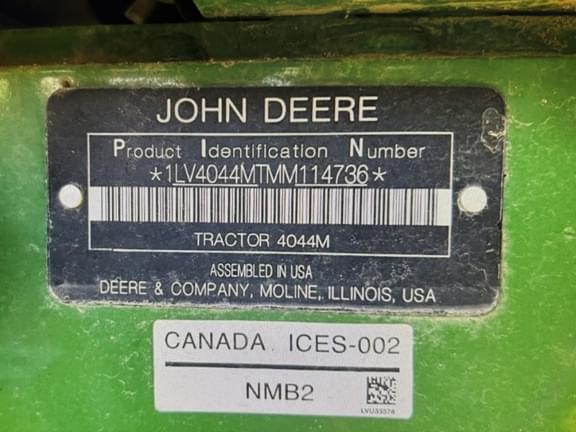 JOHN DEERE
Product Identification Number
*1LV4044MTMM114736*
TRACTOR 4044M
ASSEMBLED IN USA
DEERE & COMPANY, MOLINE, ILLINOIS, USA
CANADA ICES-002
NMB2
LVU33378